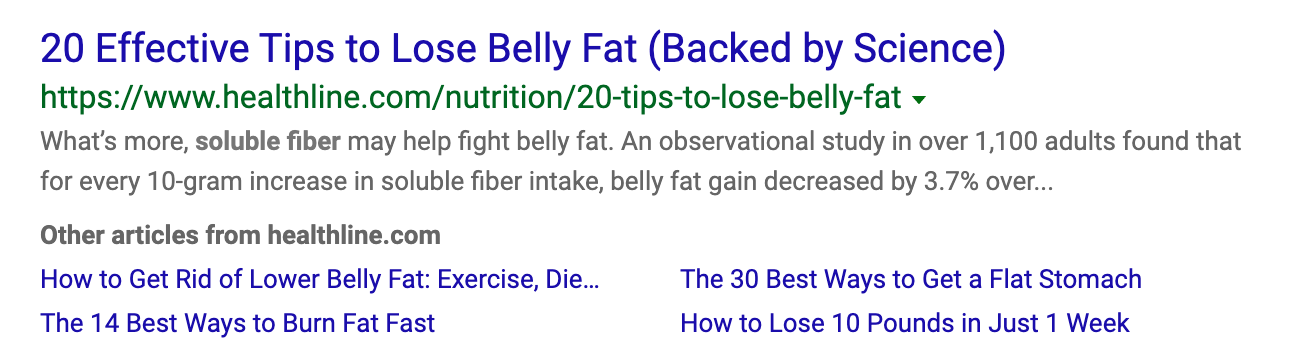 20 Effective Tips to Lose Belly Fat (Backed by Science)
https://www.healthline.com/nutrition/20-tips-to-lose-belly-fat
What’s more, soluble fiber may help fight belly fat. An observational study in over 1,100 adults found that
for every 10-gram increase in soluble fiber intake, belly fat gain decreased by 3.7% over...
Other articles from healthline.com
How to Get Rid of Lower Belly Fat: Exercise, Die...
The 30 Best Ways to Get a Flat Stomach
The 14 Best Ways to Burn Fat Fast
How to Lose 10 Pounds in Just 1 Week